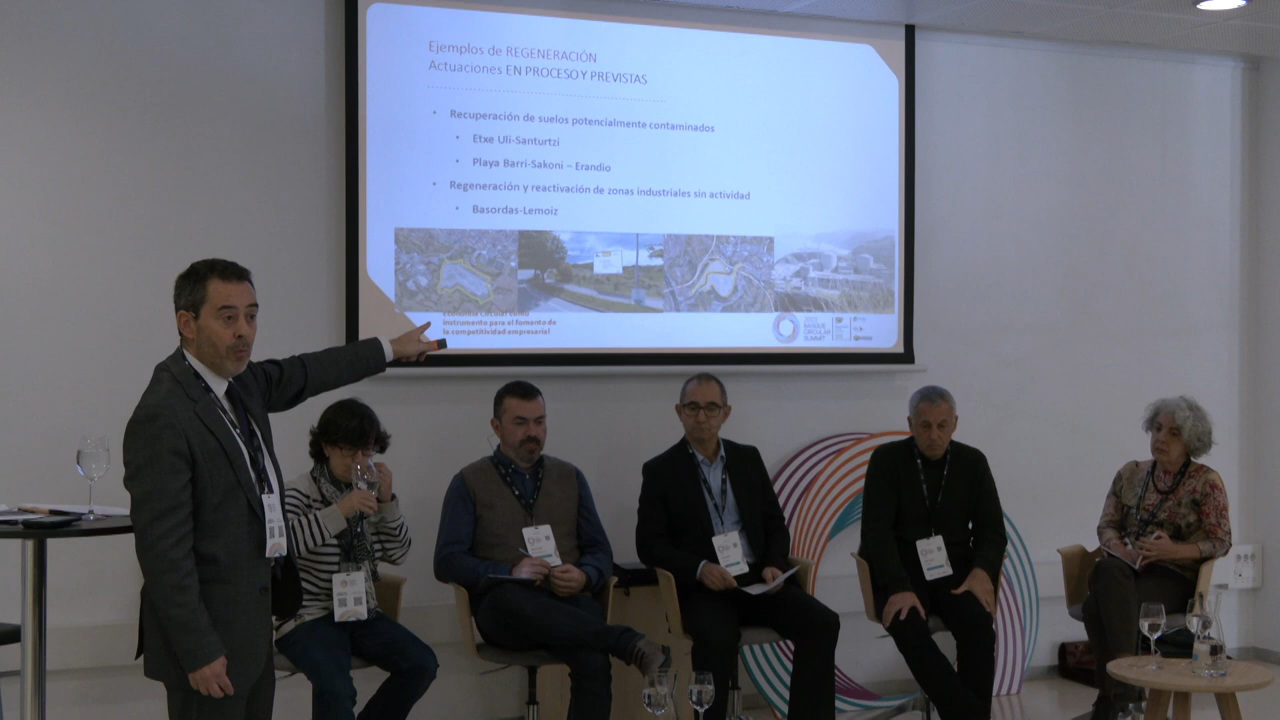 Ejemplos de REGENERACIÓN
Actuaciones EN PROCESO Y PREVISTAS
• Recuperación de suelos potencialmente contaminados
• Etxe Uli-Santurtzi
• Playa Barri-Sakoni – Erandio
• Regeneración y reactivación de zonas industriales sin actividad
• Basordas-Lemoiz
instrumento para el fomento de
la competitividad empresarial
BASQUE
CIRCULAR
SUMMIT